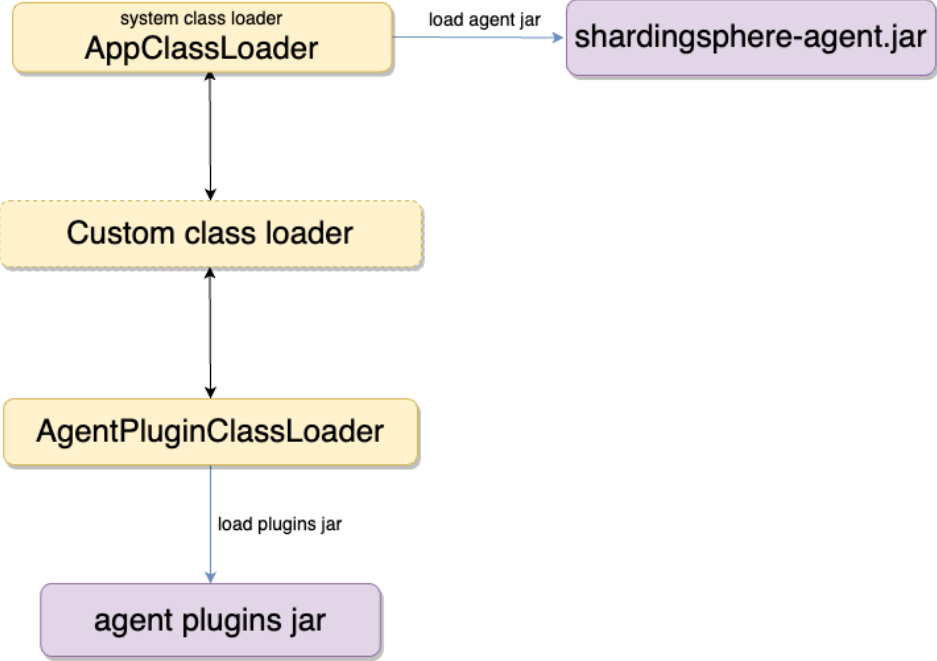 system class loader
AppClassLoader
load agent jar
shardingsphere-agent.jar
Custom class loader
AgentPluginClassLoader
load plugins jar
agent plugins jar